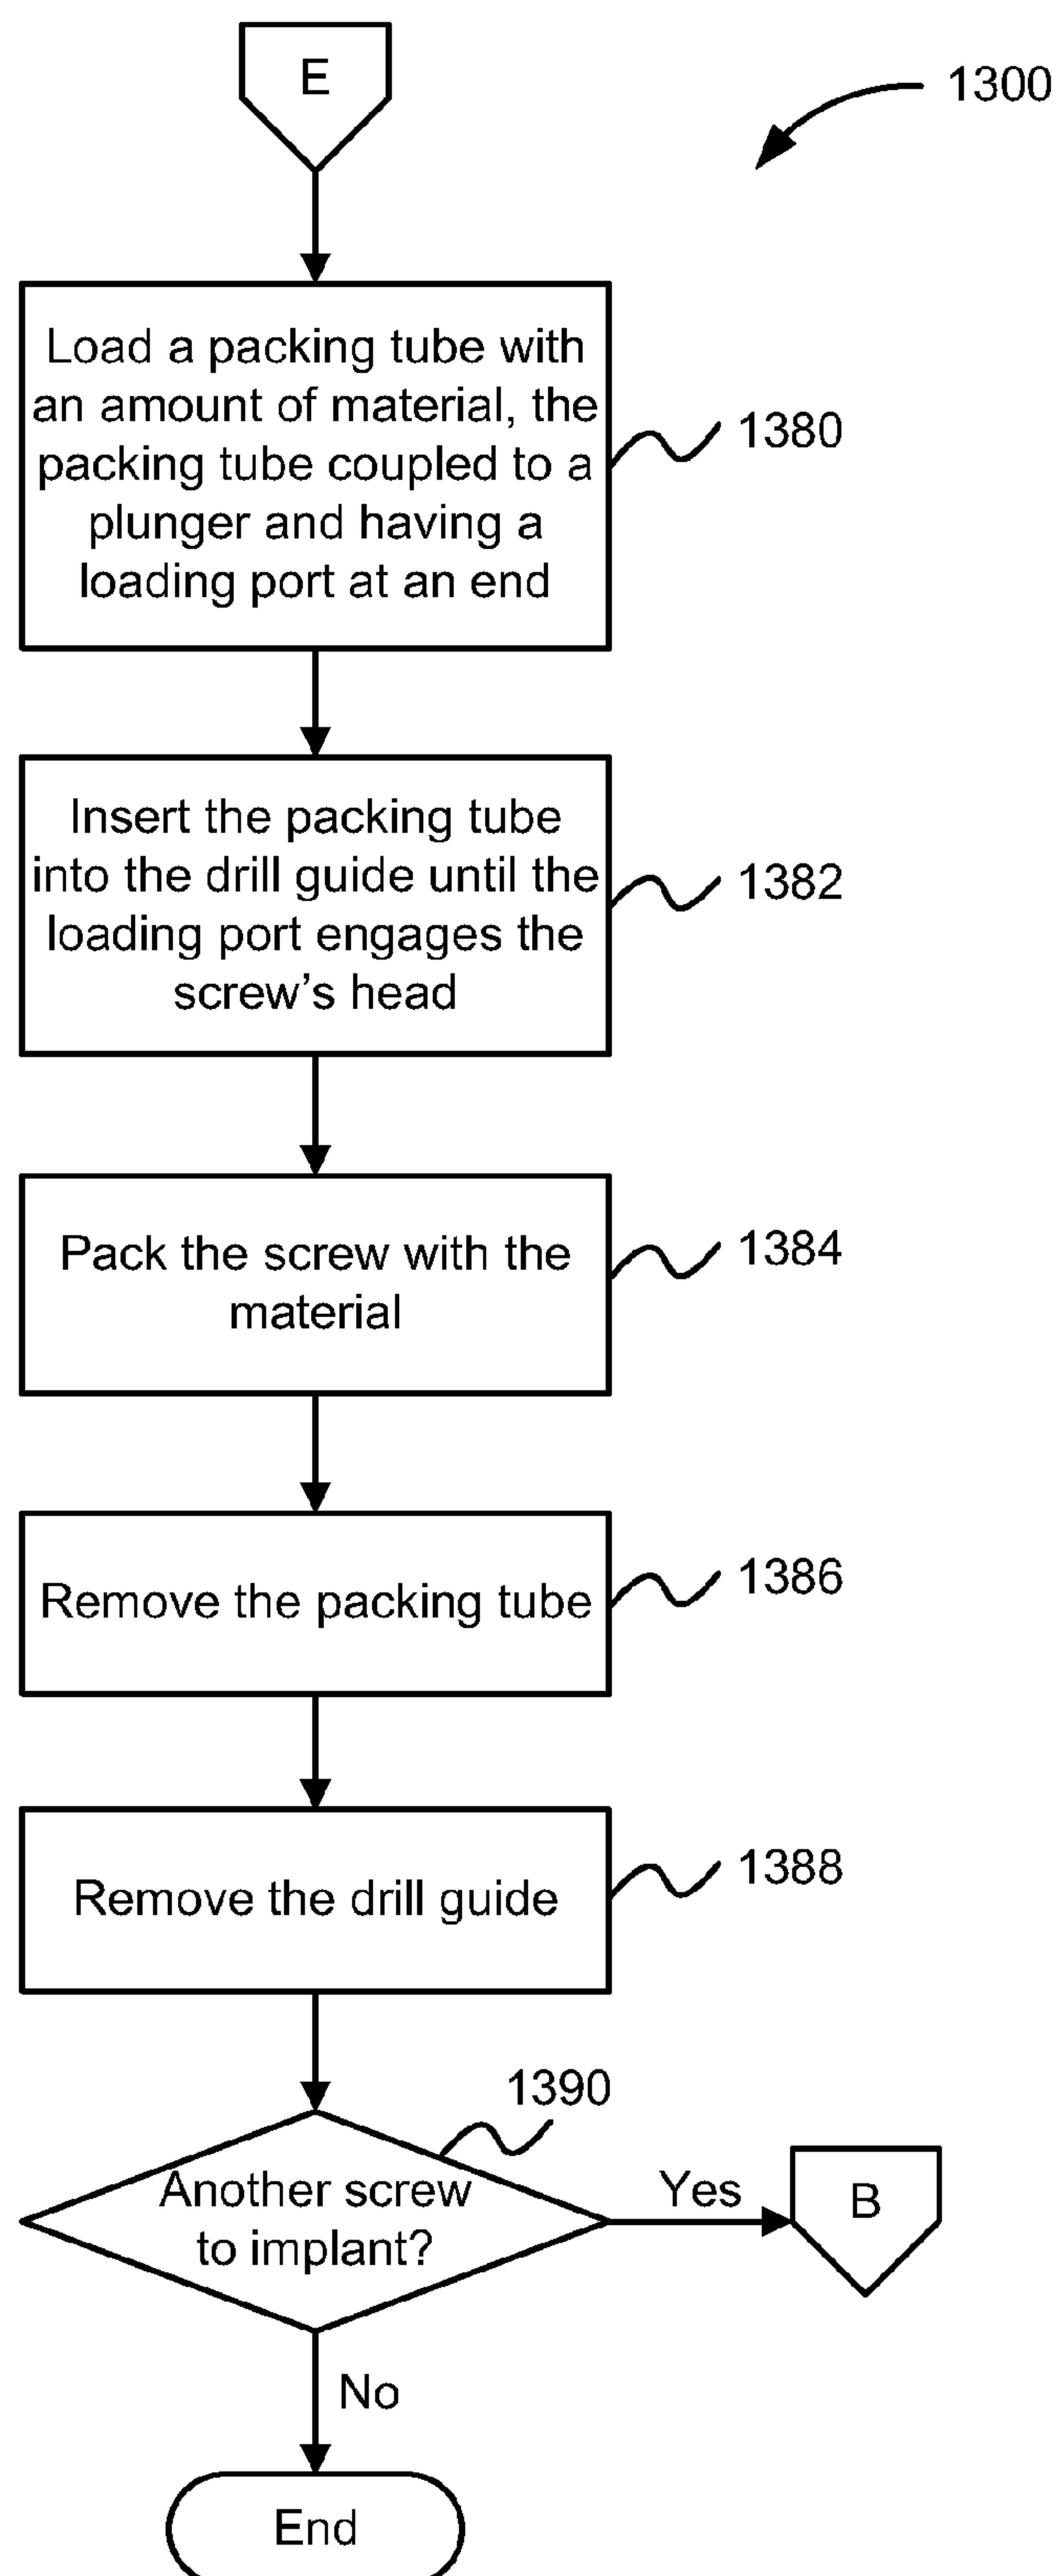 E
1300
Load a packing tube with
an amount of material, the
packing tube coupled to a
plunger and having a
loading port at an end
1380
Insert the packing tube
into the drill guide until the
loading port engages the
screw's head
1382
Pack the screw with the
material
1384
Remove the packing tube
1386
Remove the drill guide
1388
1390
Another screw
to implant?
Yes
B
No
End